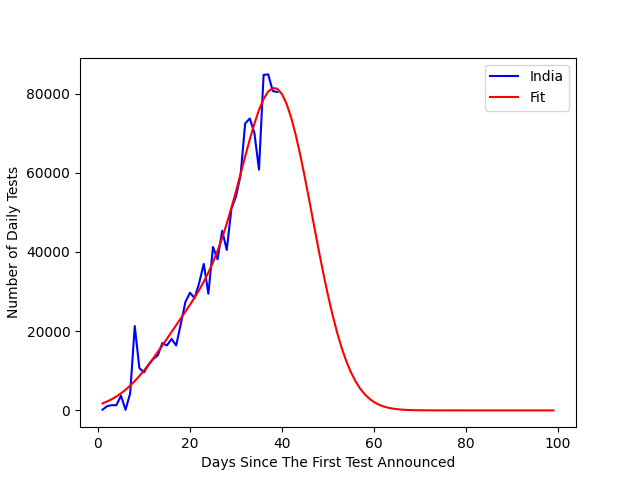 India
Fit
80000
60000
40000
20000
0
Number of Daily Tests
0 20 40 60 80 100
Days Since The First Test Announced